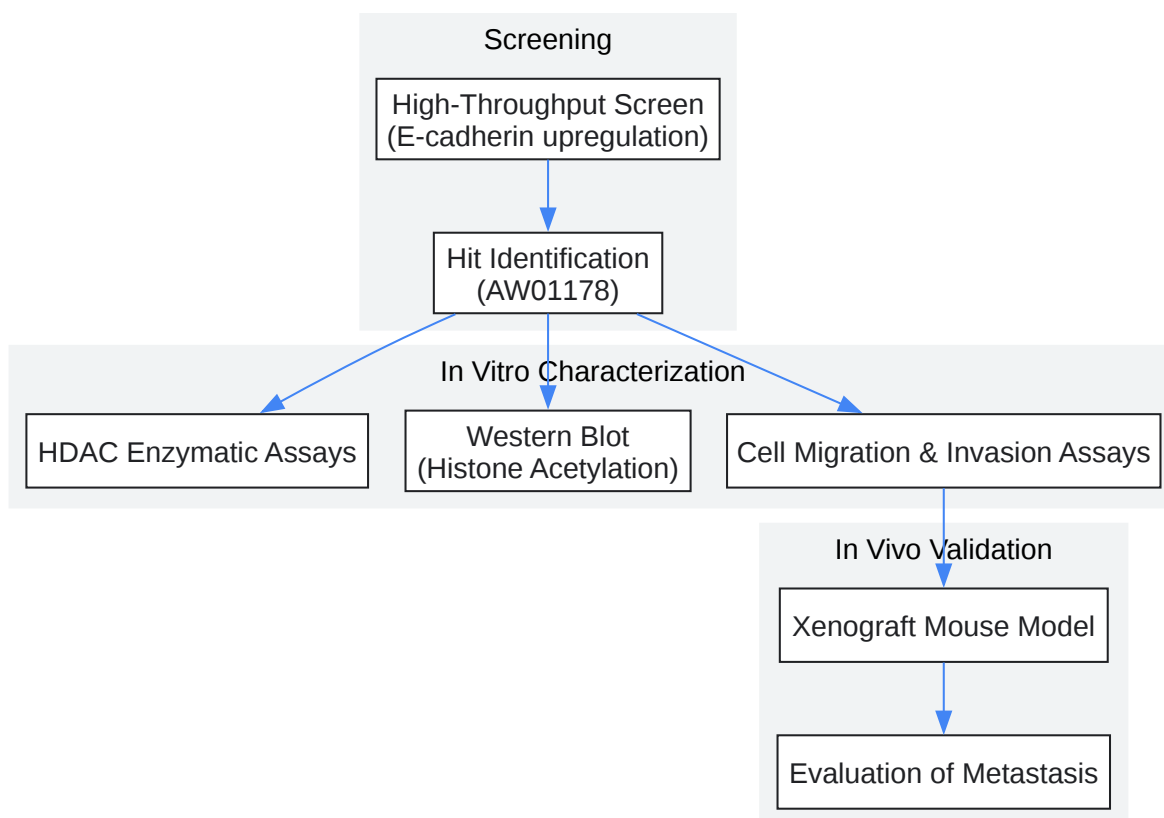 Screening
High-Throughput Screen
(E-cadherin upregulation)
Hit Identification
(AW01178)
In Vitro Characterization
HDAC Enzymatic Assays
Western Blot
(Histone Acetylation)
Cell Migration & Invasion Assays
In Vivo Validation
Xenograft Mouse Model
Evaluation of Metastasis